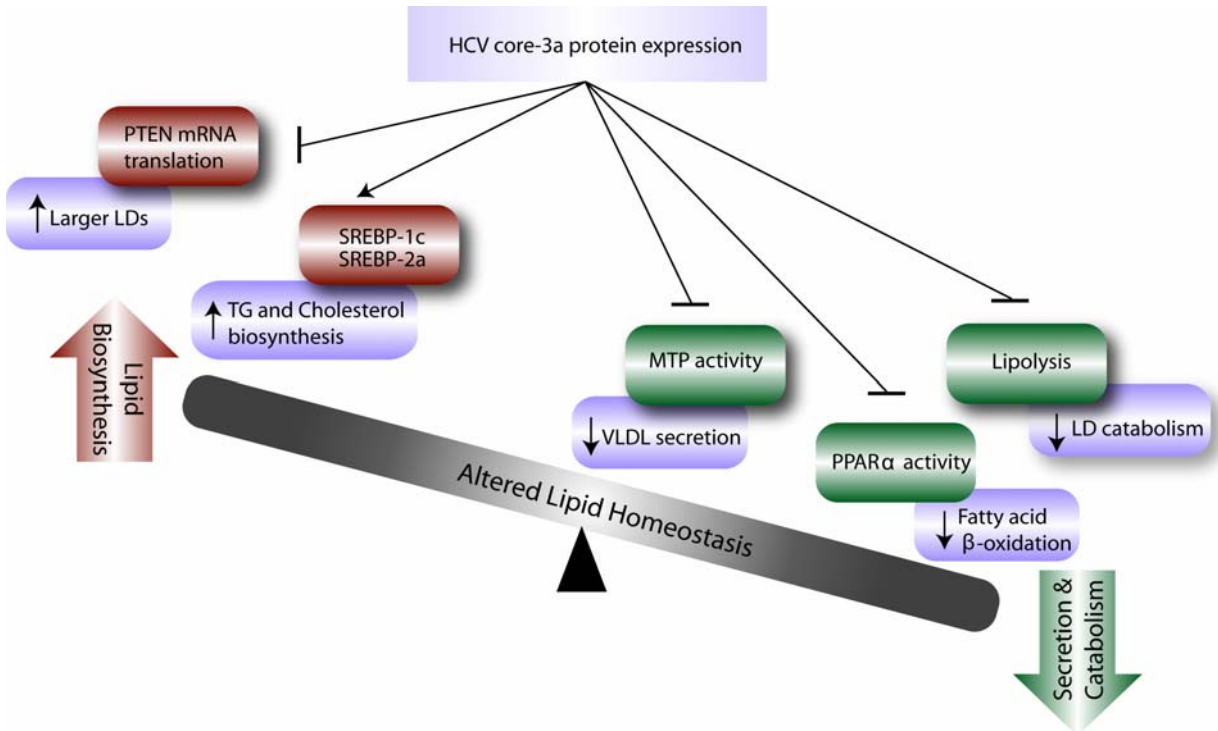 HCV core-3a protein expression
PTEN mRNA
translation
↑ Larger LDs
SREBP-1c
SREBP-2a
↑ TG and Cholesterol
biosynthesis
Lipid
Biosynthesis
MTP activity
↓ VLDL secretion
Lipolysis
↓ LD catabolism
PPARα activity
↓ Fatty acid
β-oxidation
Altered Lipid Homeostasis
Secretion &
Catabolism